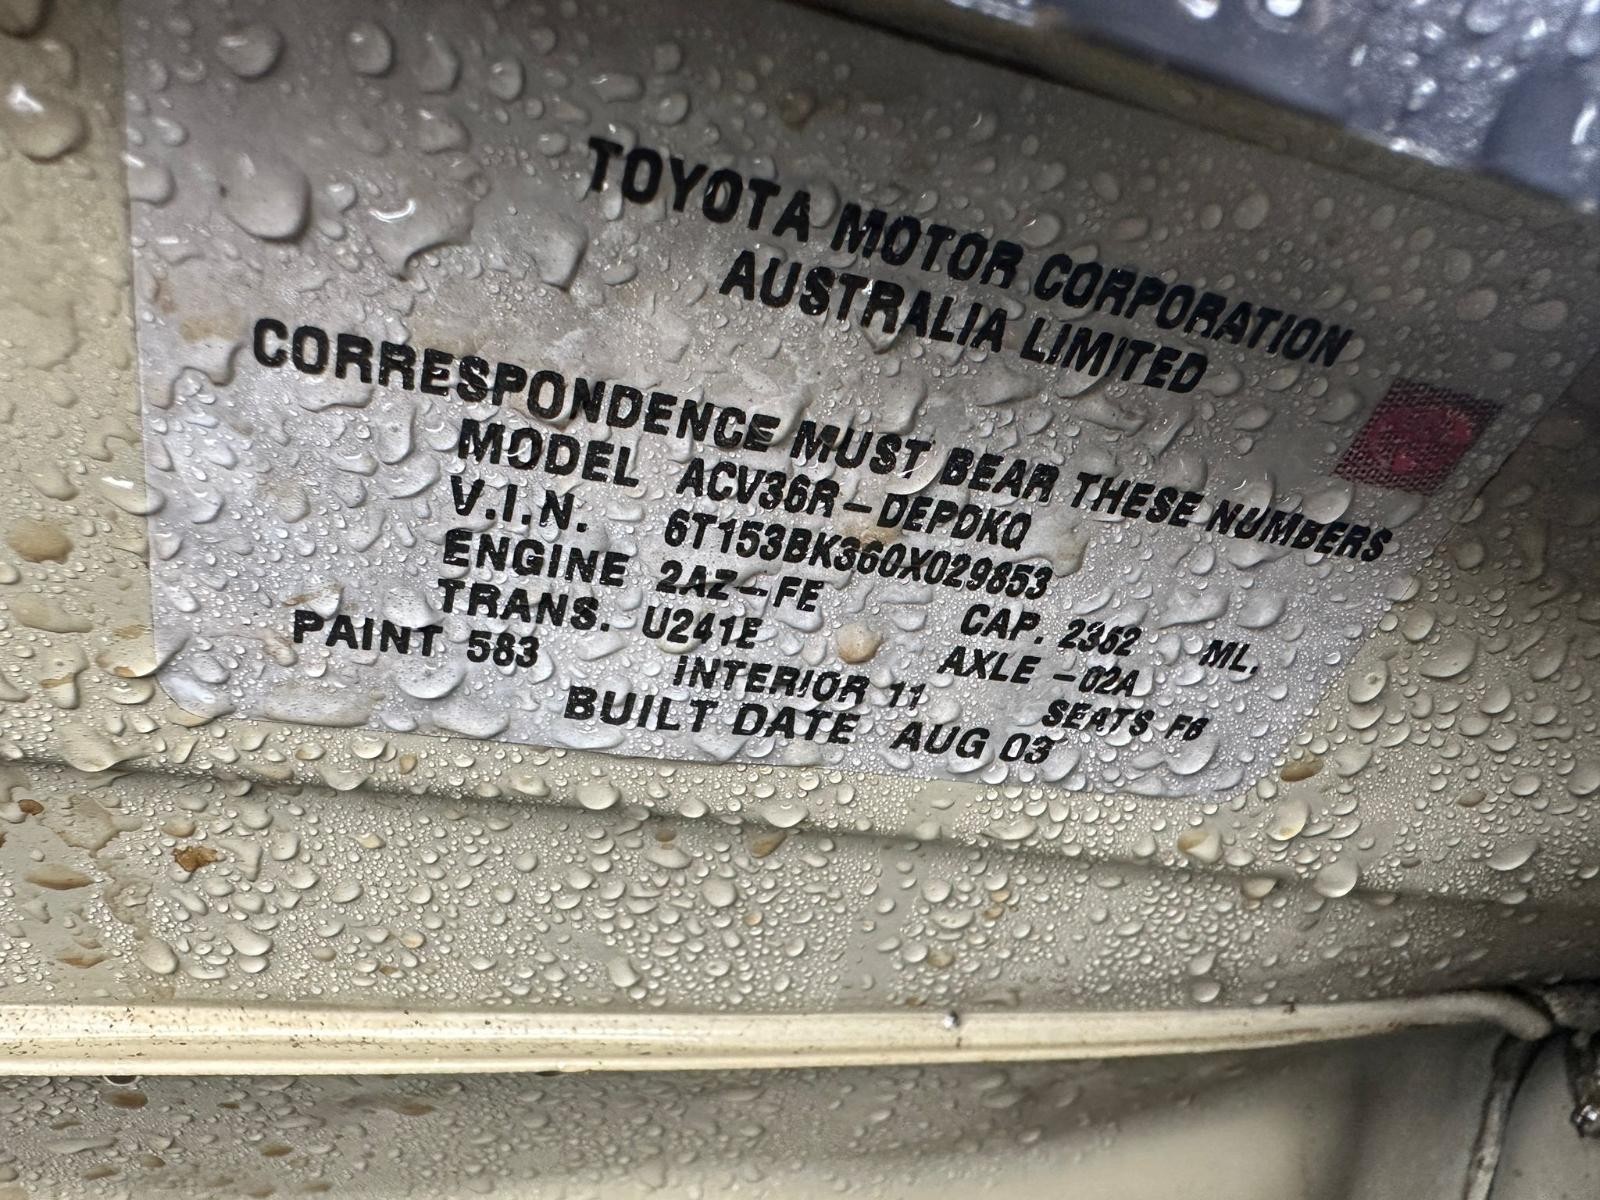 TOYOTA MOTOR CORPORATION
AUSTRALIA LIMITED
CORRESPONDENCE MUST BEAR THESE NUMBERS
MODEL ACV36R-DEPDKQ
V.I.N. 6T153BK360X029853
ENGINE 2AZ-FE CAP. 2362 ML.
TRANS. U241E AXLE -02A
PAINT 583 INTERIOR 11 SEATS F6
BUILT DATE AUG 03